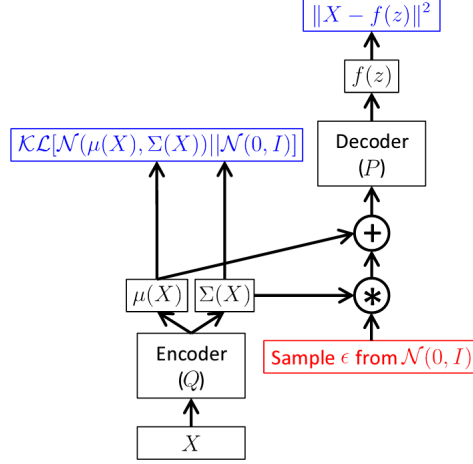 ‖X − f(z)‖²
f(z)
𝒦ℒ[𝒩(μ(X), Σ(X))||𝒩(0, I)]
Decoder
(P)
+
μ(X)
Σ(X)
*
Encoder
(Q)
Sample ϵ from 𝒩(0, I)
X